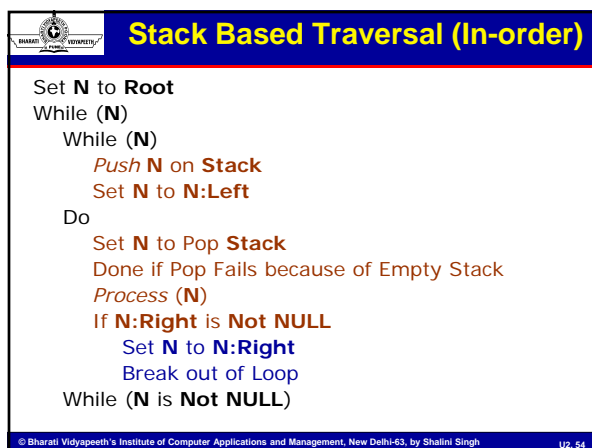 BHARATI VIDYAPEETH
PUNE
Stack Based Traversal (In-order)
Set N to Root
While (N)
While (N)
Push N on Stack
Set N to N:Left
Do
Set N to Pop Stack
Done if Pop Fails because of Empty Stack
Process (N)
If N:Right is Not NULL
Set N to N:Right
Break out of Loop
While (N is Not NULL)
© Bharati Vidyapeeth's Institute of Computer Applications and Management, New Delhi-63, by Shalini Singh
U2. 54